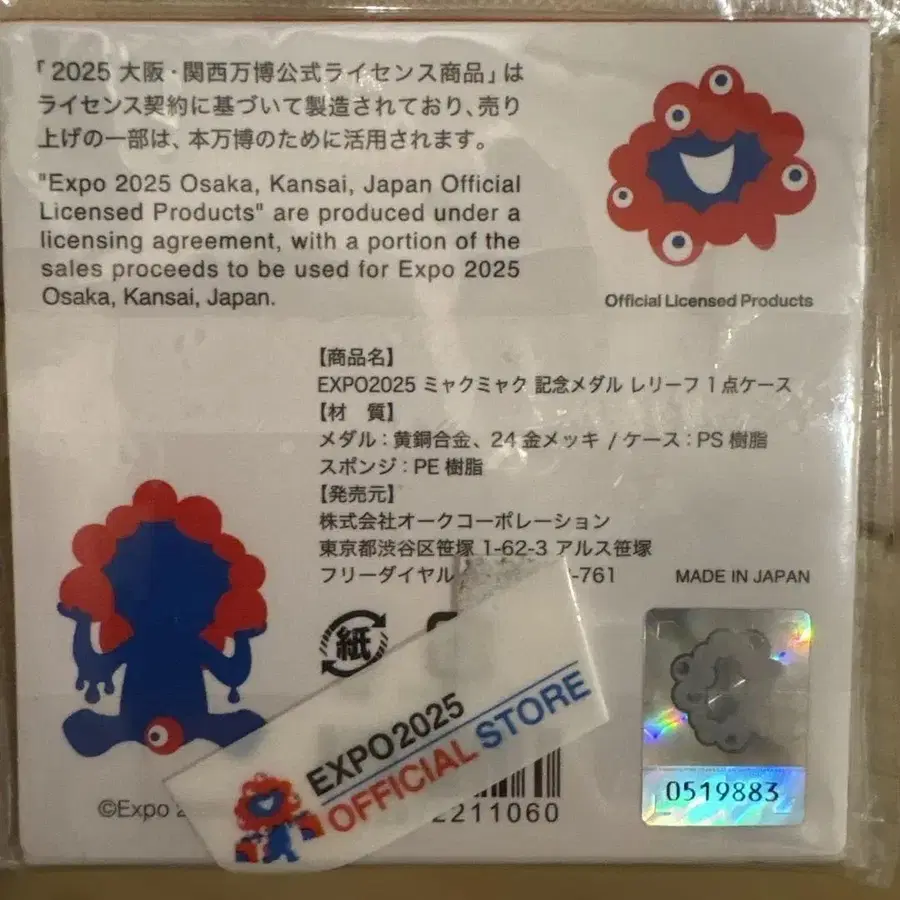 「2025 大阪・関西万博公式ライセンス商品」は
ライセンス契約に基づいて製造されており、売り
上げの一部は、本万博のために活用されます。
"Expo 2025 Osaka, Kansai, Japan Official
Licensed Products" are produced under a
licensing agreement, with a portion of the
sales proceeds to be used for Expo 2025
Osaka, Kansai, Japan.
Official Licensed Products
【商品名】
EXPO2025 ミャクミャク 記念メダル レリーフ 1点ケース
【材　質】
メダル：黄銅合金、24金メッキ / ケース：PS樹脂
スポンジ：PE樹脂
【発売元】
株式会社オークコーポレーション
東京都渋谷区笹塚 1-62-3 アルス笹塚
フリーダイヤル -761
MADE IN JAPAN
紙
EXPO2025
OFFICIAL STORE
0519883
©Expo 2
2211060